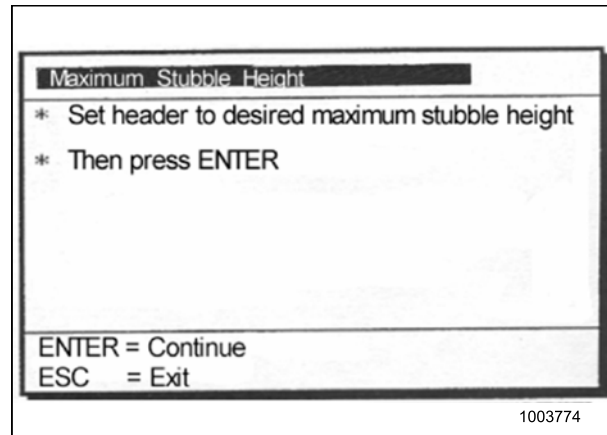 Maximum Stubble Height
* Set header to desired maximum stubble height
* Then press ENTER
ENTER = Continue
ESC = Exit
1003774